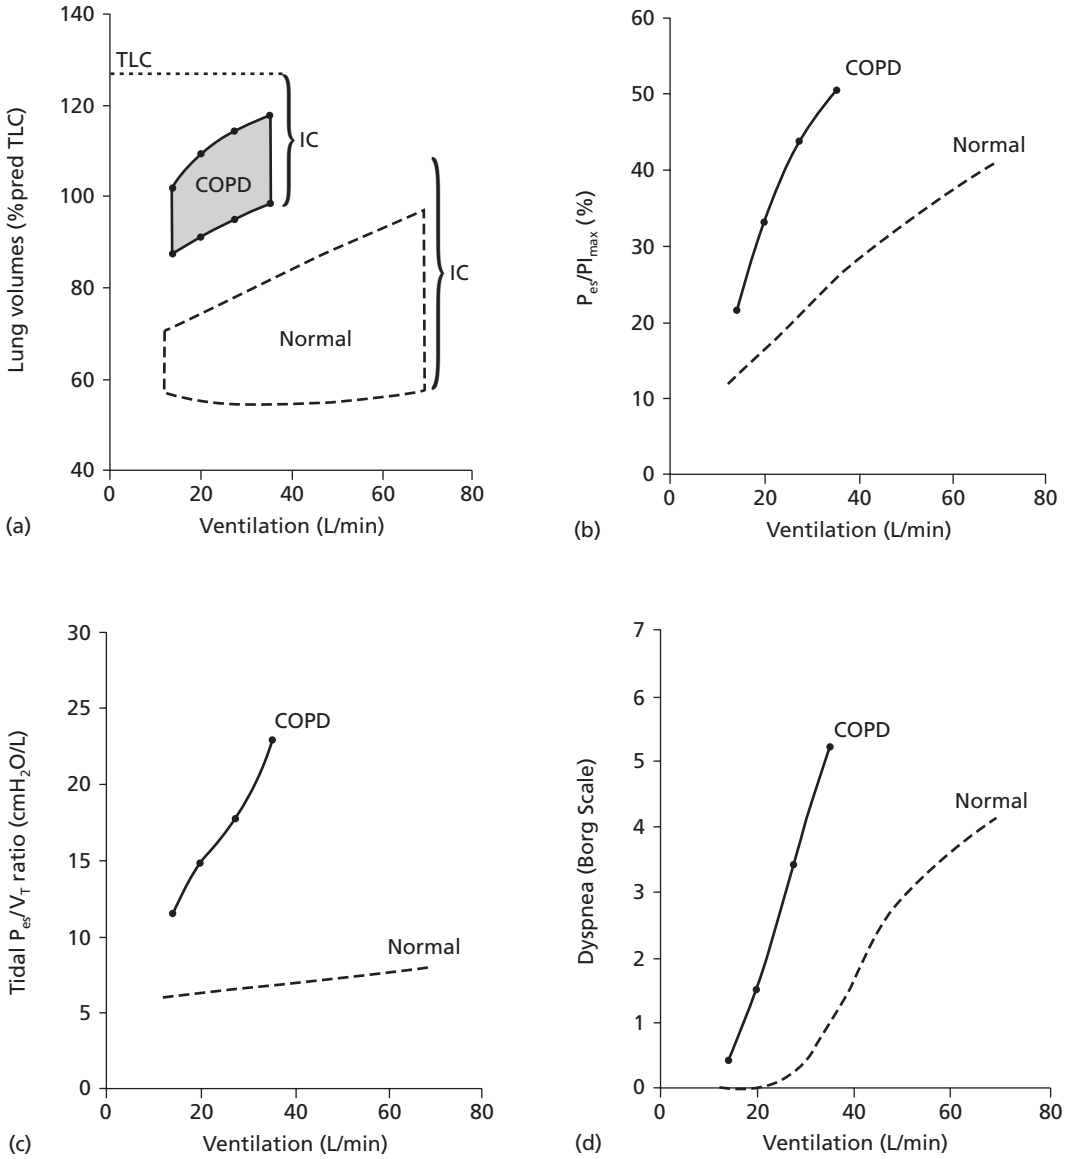 140
120
100
80
60
40
0
20
40
60
80
Lung volumes (%pred TLC)
TLC
IC
COPD
IC
Normal
Ventilation (L/min)
(a)
60
50
40
30
20
10
0
0
20
40
60
80
P_es/PI_max (%)
COPD
Normal
Ventilation (L/min)
(b)
30
25
20
15
10
5
0
0
20
40
60
80
Tidal P_es/V_T ratio (cmH₂O/L)
COPD
Normal
Ventilation (L/min)
(c)
7
6
5
4
3
2
1
0
0
20
40
60
80
Dyspnea (Borg Scale)
COPD
Normal
Ventilation (L/min)
(d)